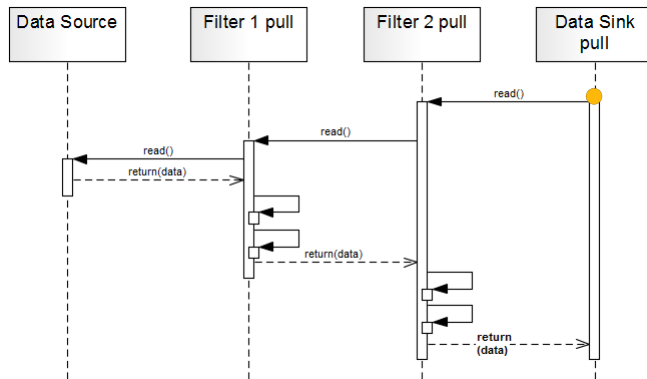 Data Source
Filter 1 pull
Filter 2 pull
Data Sink
pull
read()
read()
read()
return(data)
return(data)
return
(data)